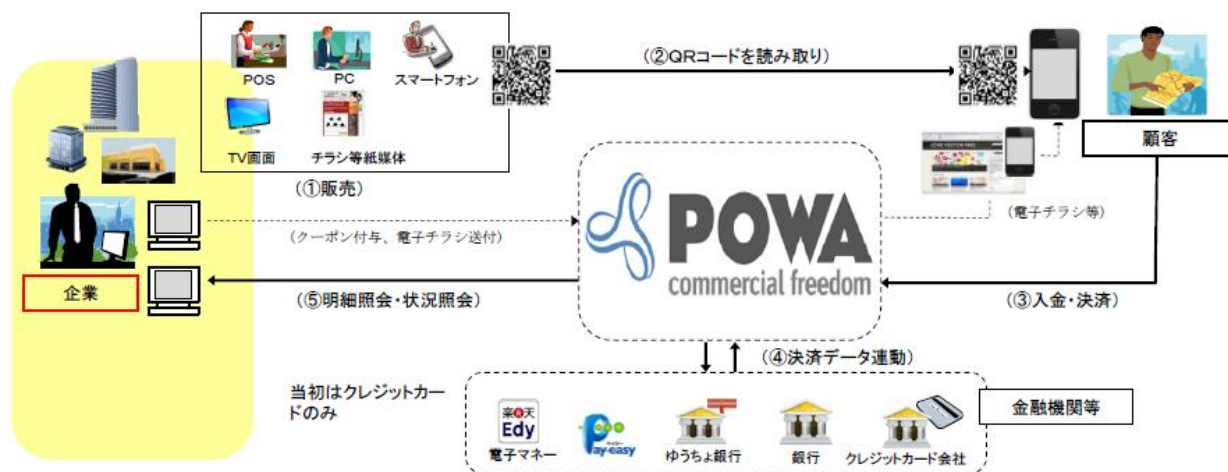 POS
PC
スマートフォン
TV画面
チラシ等紙媒体
(①販売)
(②QRコードを読み取り)
顧客
(電子チラシ等)
(クーポン付与、電子チラシ送付)
POWA
commercial freedom
企業
(⑤明細照会・状況照会)
(③入金・決済)
(④決済データ連動)
当初はクレジットカー
ドのみ
金融機関等
楽天
Edy
電子マネー
ペイジー
Pay-easy
ゆうちょ銀行
銀行
クレジットカード会社